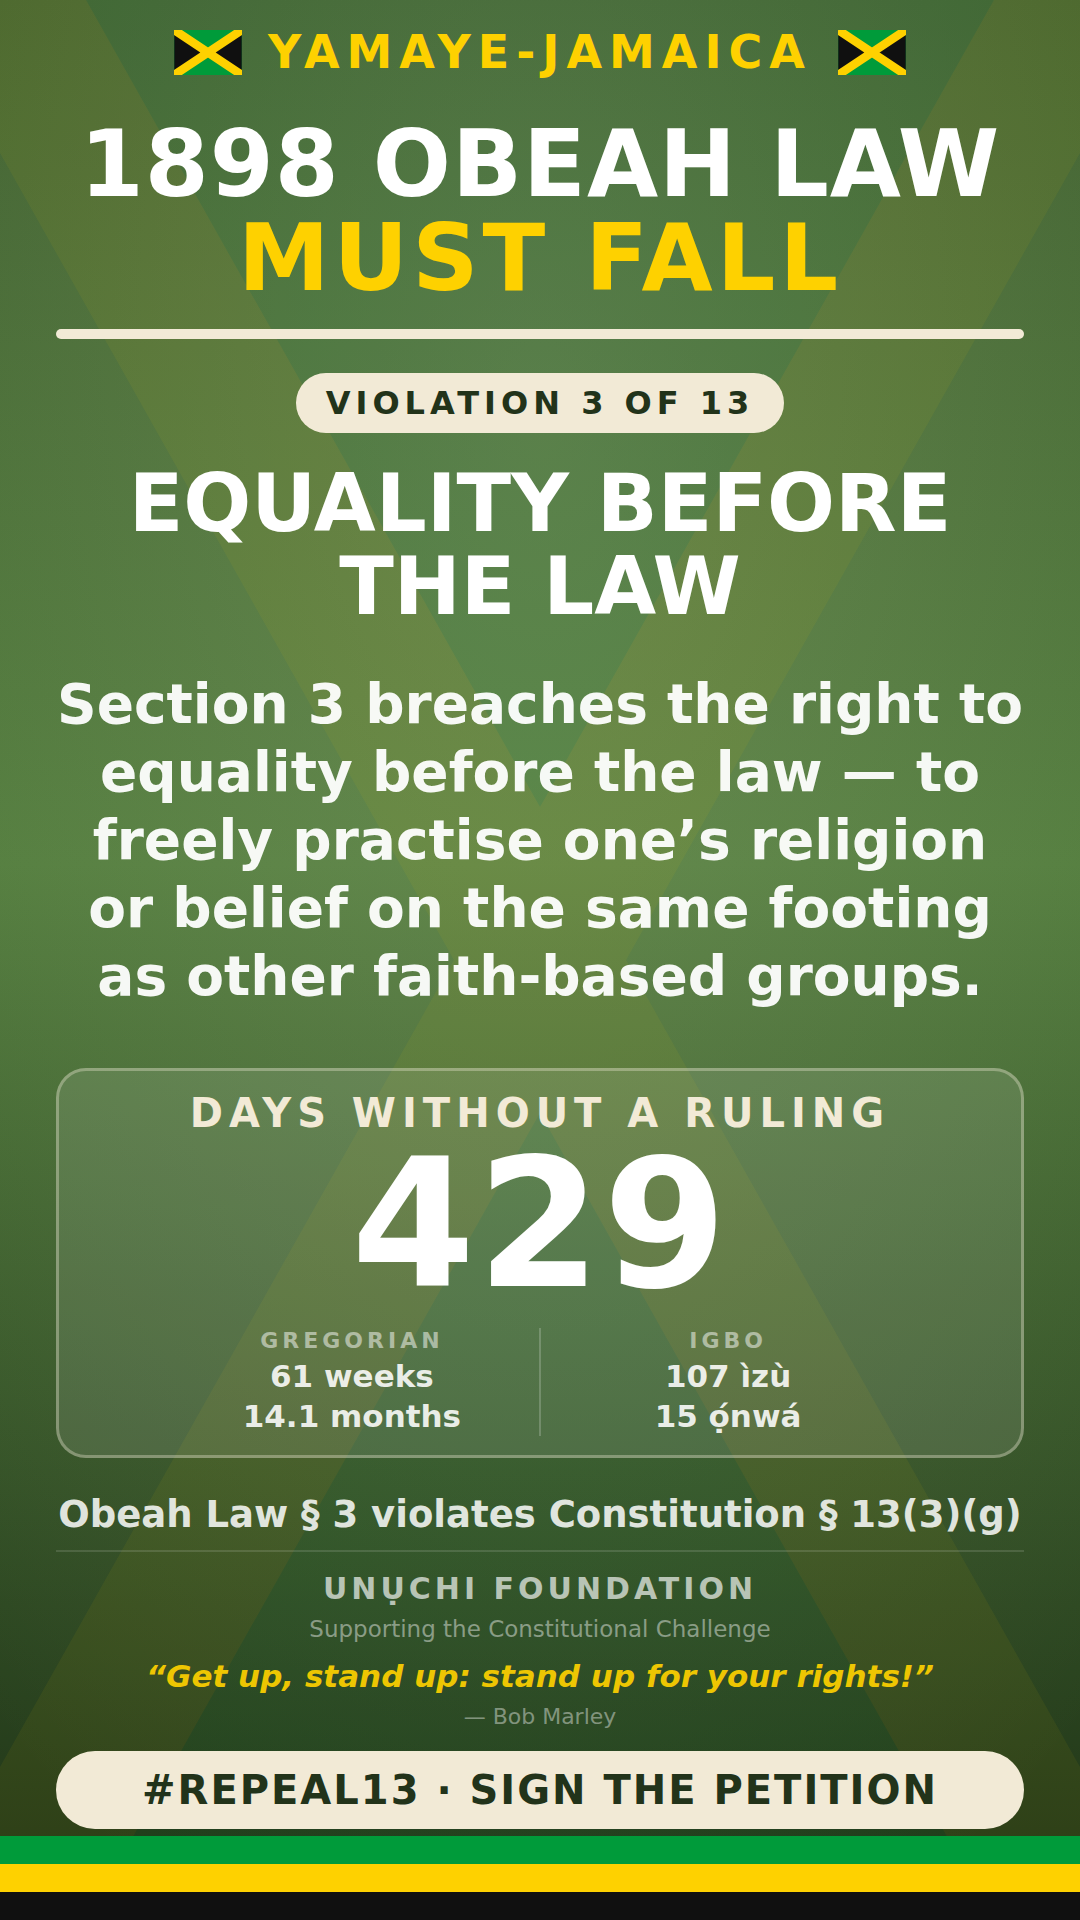 YAMAYE-JAMAICA
1898 OBEAH LAW
MUST FALL
VIOLATION 3 OF 13
EQUALITY BEFORE
THE LAW
Section 3 breaches the right to
equality before the law — to
freely practise one’s religion
or belief on the same footing
as other faith-based groups.
DAYS WITHOUT A RULING
429
GREGORIAN
61 weeks
14.1 months
IGBO
107 ìzù
15 ọ́nwá
Obeah Law § 3 violates Constitution § 13(3)(g)
UNỤCHI FOUNDATION
Supporting the Constitutional Challenge
“Get up, stand up: stand up for your rights!”
— Bob Marley
#REPEAL13 · SIGN THE PETITION